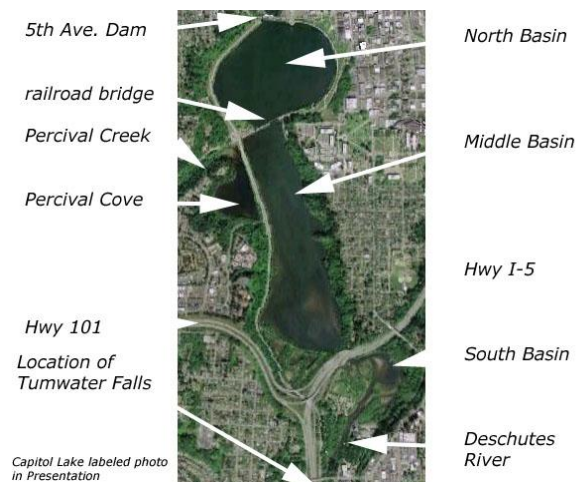 5th Ave. Dam
North Basin
railroad bridge
Percival Creek
Middle Basin
Percival Cove
Hwy I-5
Hwy 101
Location of
Tumwater Falls
South Basin
Deschutes
River
Capitol Lake labeled photo
in Presentation